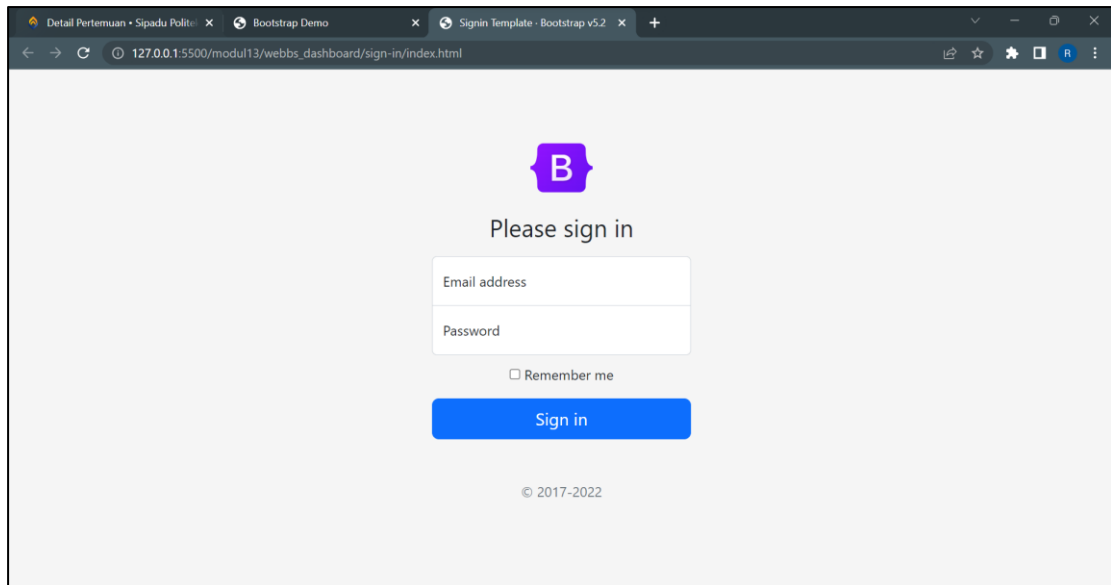 Detail Pertemuan • Sipadu Polite
Bootstrap Demo
Signin Template · Bootstrap v5.2
127.0.0.1:5500/modul13/webbs_dashboard/sign-in/index.html
R
B
Please sign in
Email address
Password
Remember me
Sign in
© 2017-2022